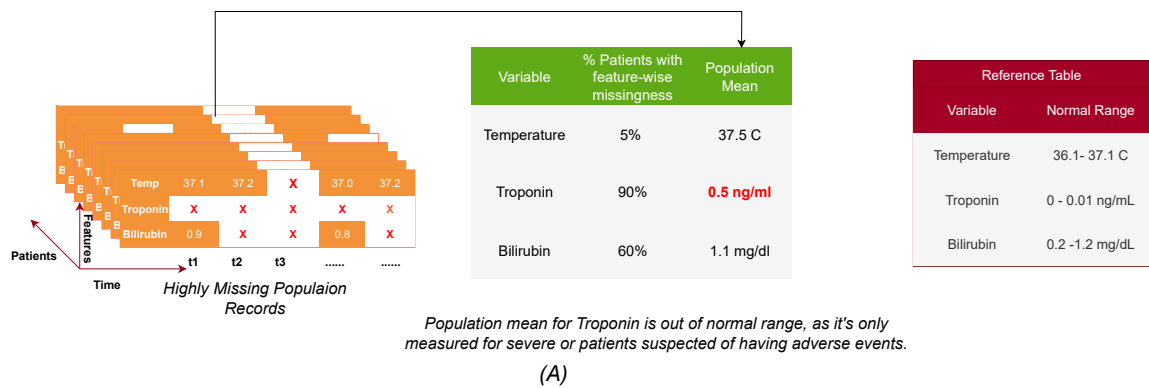 Variable
% Patients with
feature-wise
missingness
Population
Mean
Temperature 5% 37.5 C
Troponin 90% 0.5 ng/ml
Bilirubin 60% 1.1 mg/dl
Reference Table
Variable Normal Range
Temperature 36.1- 37.1 C
Troponin 0 - 0.01 ng/mL
Bilirubin 0.2 -1.2 mg/dL
Temp 37.1 37.2 X 37.0 37.2
Troponin X X X X X
Bilirubin 0.9 X X 0.8 X
t1 t2 t3 ...... ......
Features
Patients
Time
Highly Missing Populaion
Records
Population mean for Troponin is out of normal range, as it's only
measured for severe or patients suspected of having adverse events.
(A)